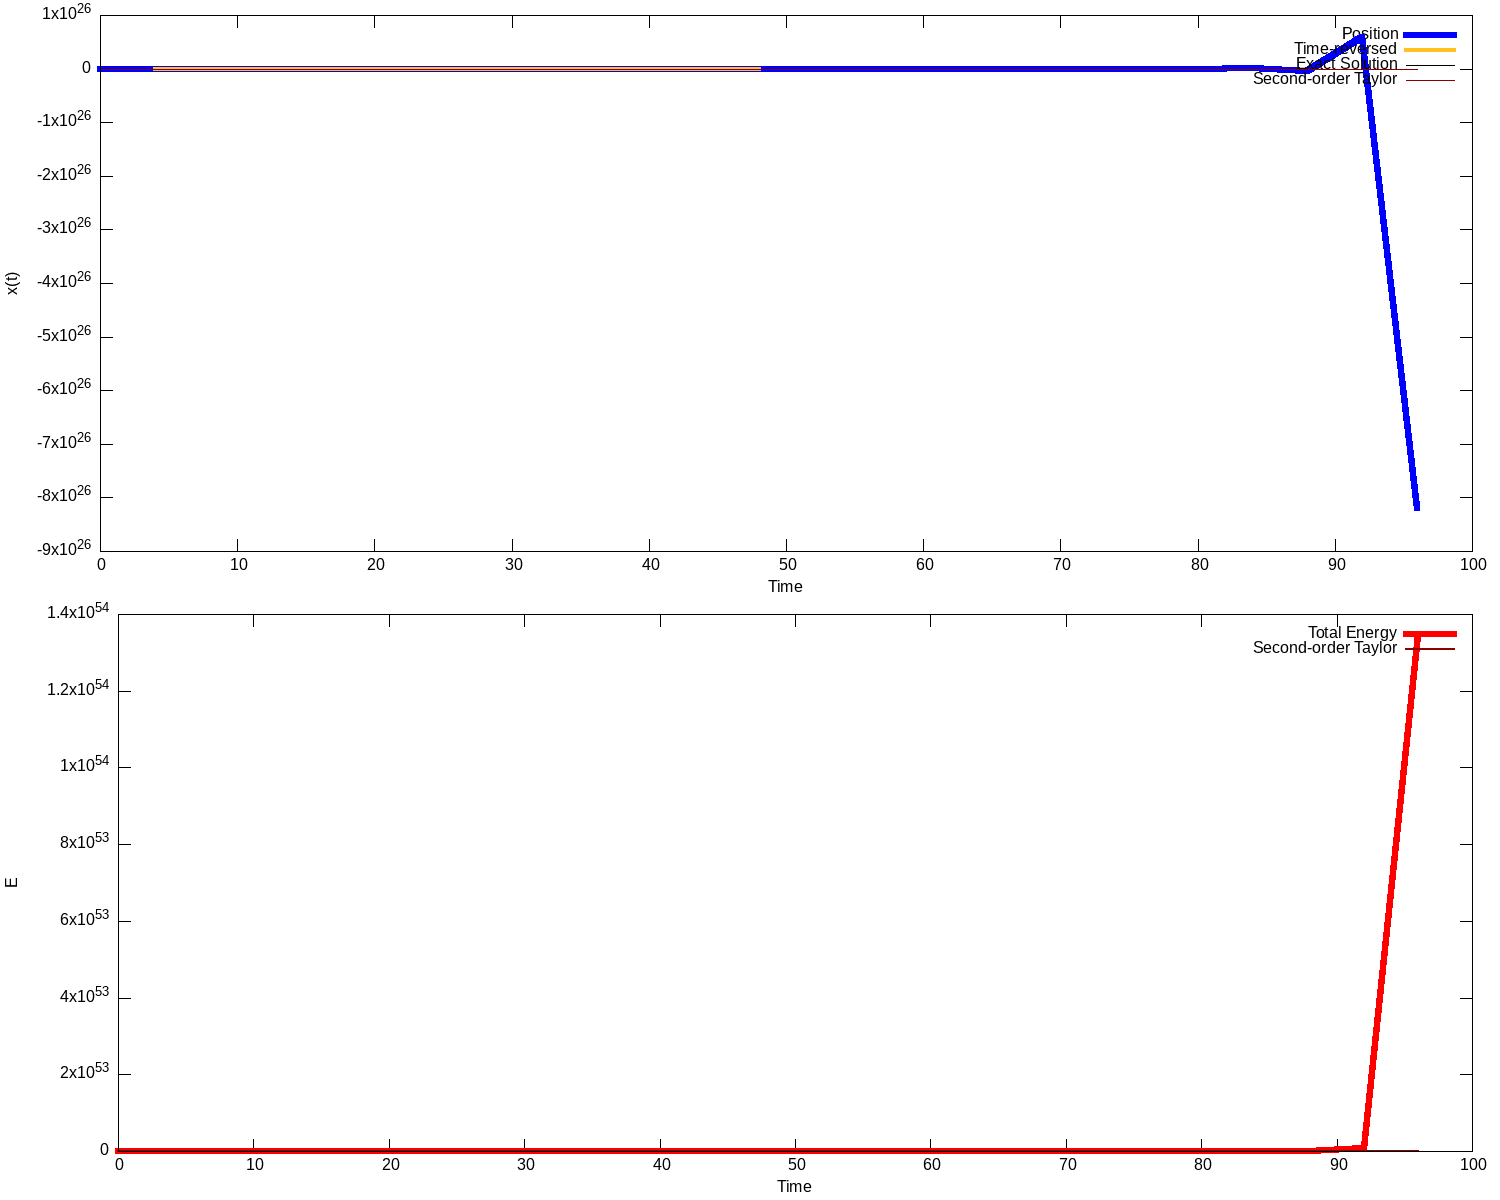 1x10^26
0
-1x10^26
-2x10^26
-3x10^26
-4x10^26
-5x10^26
-6x10^26
-7x10^26
-8x10^26
-9x10^26
x(t)
Position
Time-reversed
Exact Solution
Second-order Taylor
0 10 20 30 40 50 60 70 80 90 100
Time
1.4x10^54
1.2x10^54
1x10^54
8x10^53
6x10^53
4x10^53
2x10^53
0
E
Total Energy
Second-order Taylor
0 10 20 30 40 50 60 70 80 90 100
Time